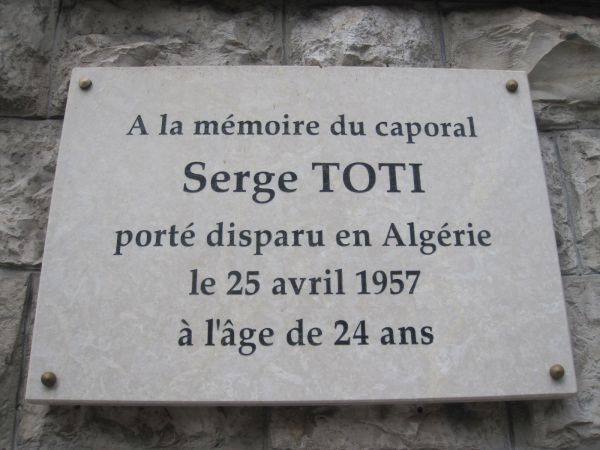 A la mémoire du caporal
Serge TOTI
porté disparu en Algérie
le 25 avril 1957
à l'âge de 24 ans